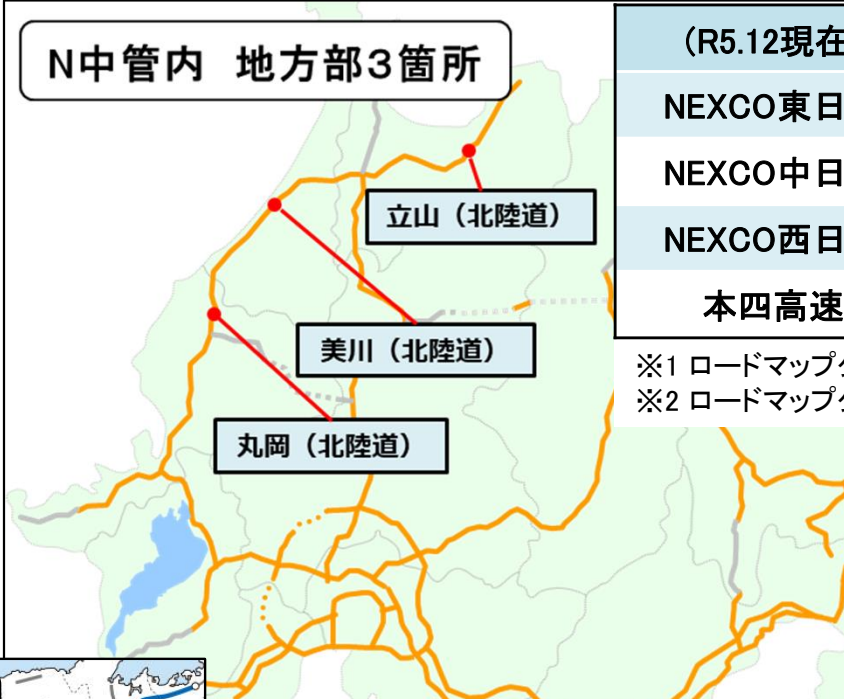 N中管内 地方部3箇所
(R5.12現在
NEXCO東日
NEXCO中日
NEXCO西日
本四高速
※1 ロードマップ
※2 ロードマップ
立山（北陸道）
美川（北陸道）
丸岡（北陸道）